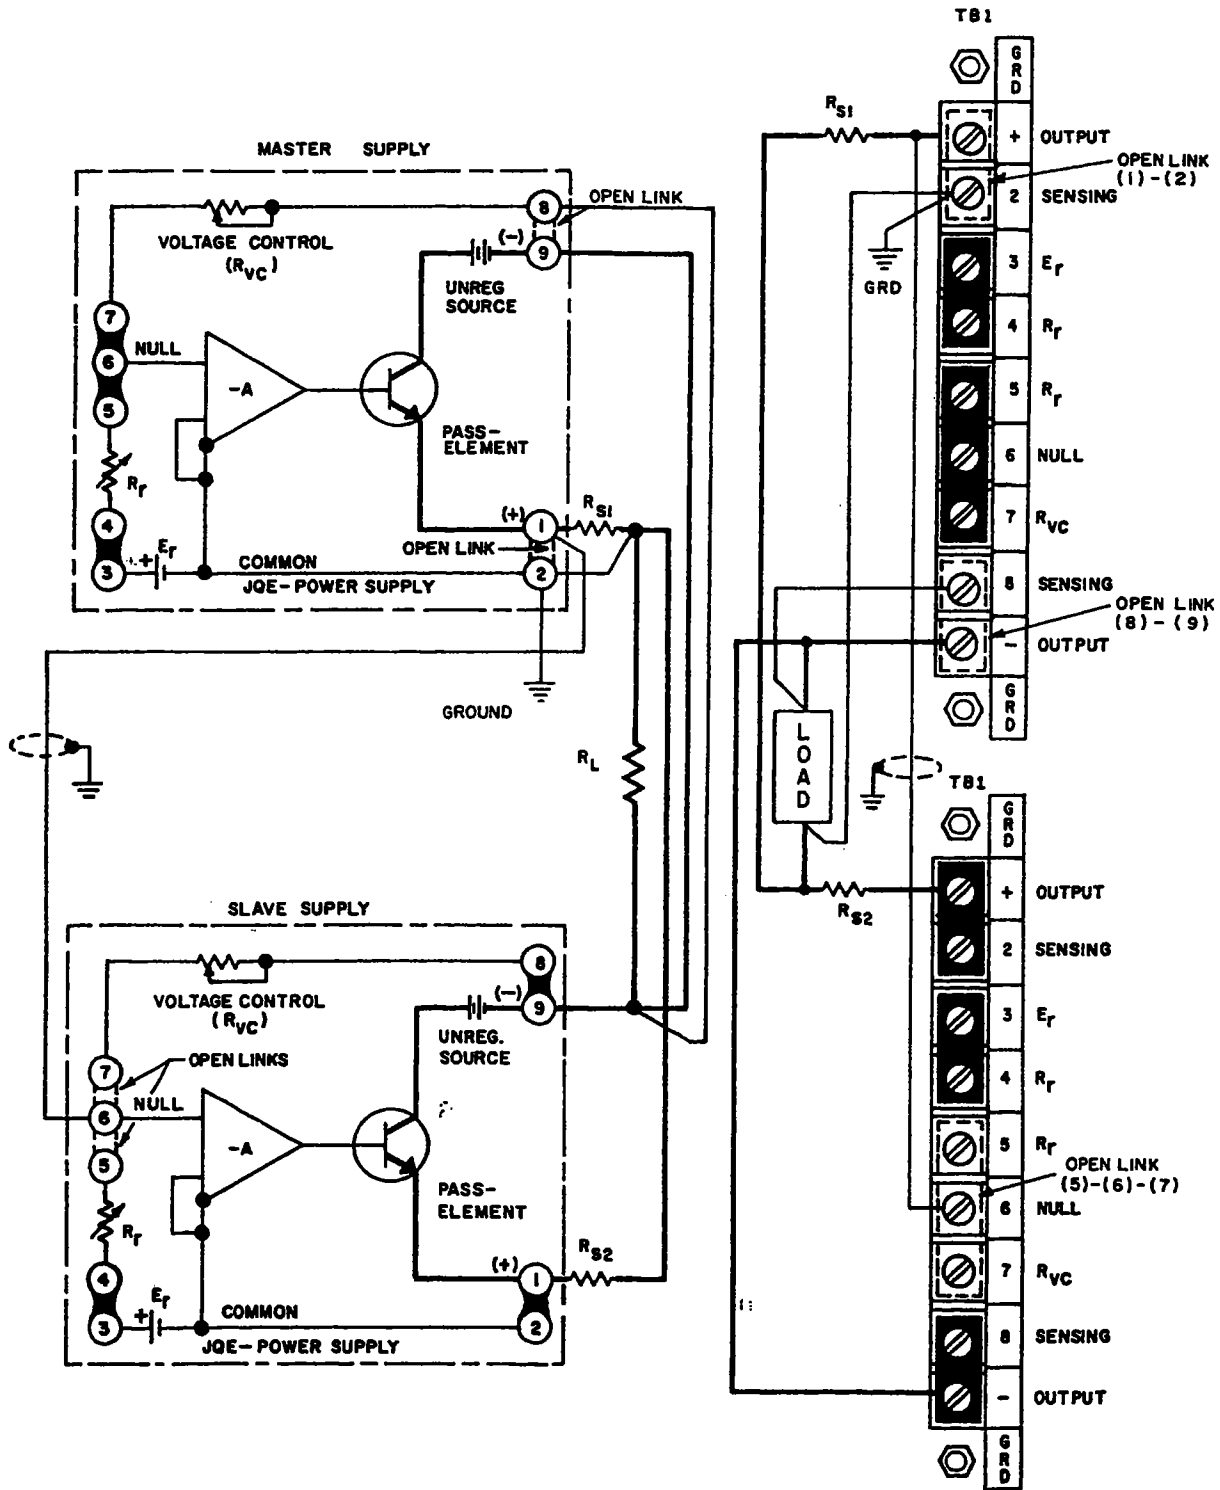 MASTER SUPPLY
8
OPEN LINK
VOLTAGE CONTROL
(RVC)
(-)
9
UNREG
SOURCE
7
NULL
6
-A
5
PASS-
ELEMENT
Rr
4
(+)
1
RS1
OPEN LINK
+
Er
3
COMMON
2
JQE-POWER SUPPLY
GROUND
RL
SLAVE SUPPLY
8
VOLTAGE CONTROL
(RVC)
(-)
9
UNREG.
SOURCE
OPEN LINKS
7
NULL
6
-A
5
PASS-
ELEMENT
Rr
4
(+)
1
RS2
+
Er
3
COMMON
2
JQE-POWER SUPPLY
TB1
GRD
RS1
+ OUTPUT
OPEN LINK
(1)-(2)
2 SENSING
GRD
3 Er
4 Rr
5 Rr
6 NULL
7 RVC
8 SENSING
OPEN LINK
(8)-(9)
- OUTPUT
GRD
LOAD
TB1
GRD
+ OUTPUT
RS2
2 SENSING
3 Er
4 Rr
5 Rr
OPEN LINK
(5)-(6)-(7)
6 NULL
7 RVC
8 SENSING
- OUTPUT
GRD